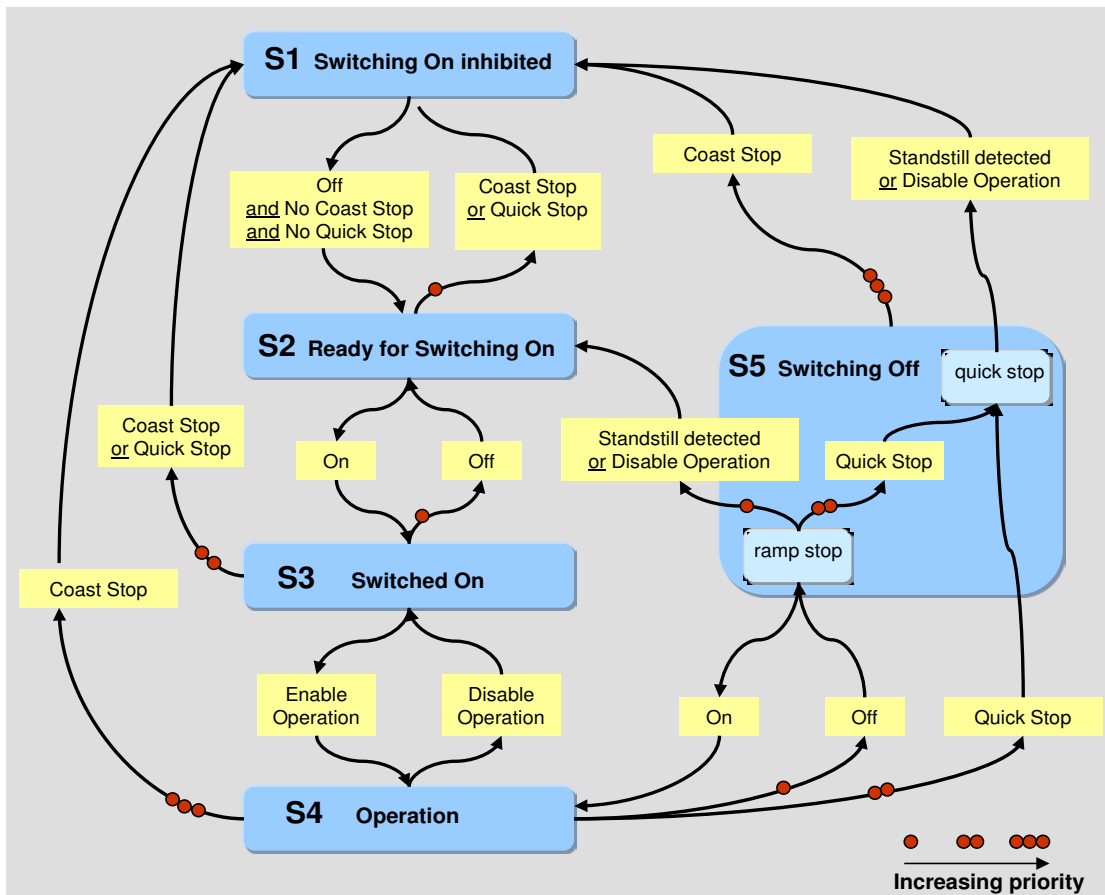 S1 Switching On inhibited
Coast Stop
Standstill detected
or Disable Operation
Off
and No Coast Stop
and No Quick Stop
Coast Stop
or Quick Stop
S2 Ready for Switching On
S5 Switching Off
quick stop
Coast Stop
or Quick Stop
On
Off
Standstill detected
or Disable Operation
Quick Stop
ramp stop
S3 Switched On
Coast Stop
Enable
Operation
Disable
Operation
On
Off
Quick Stop
S4 Operation
Increasing priority